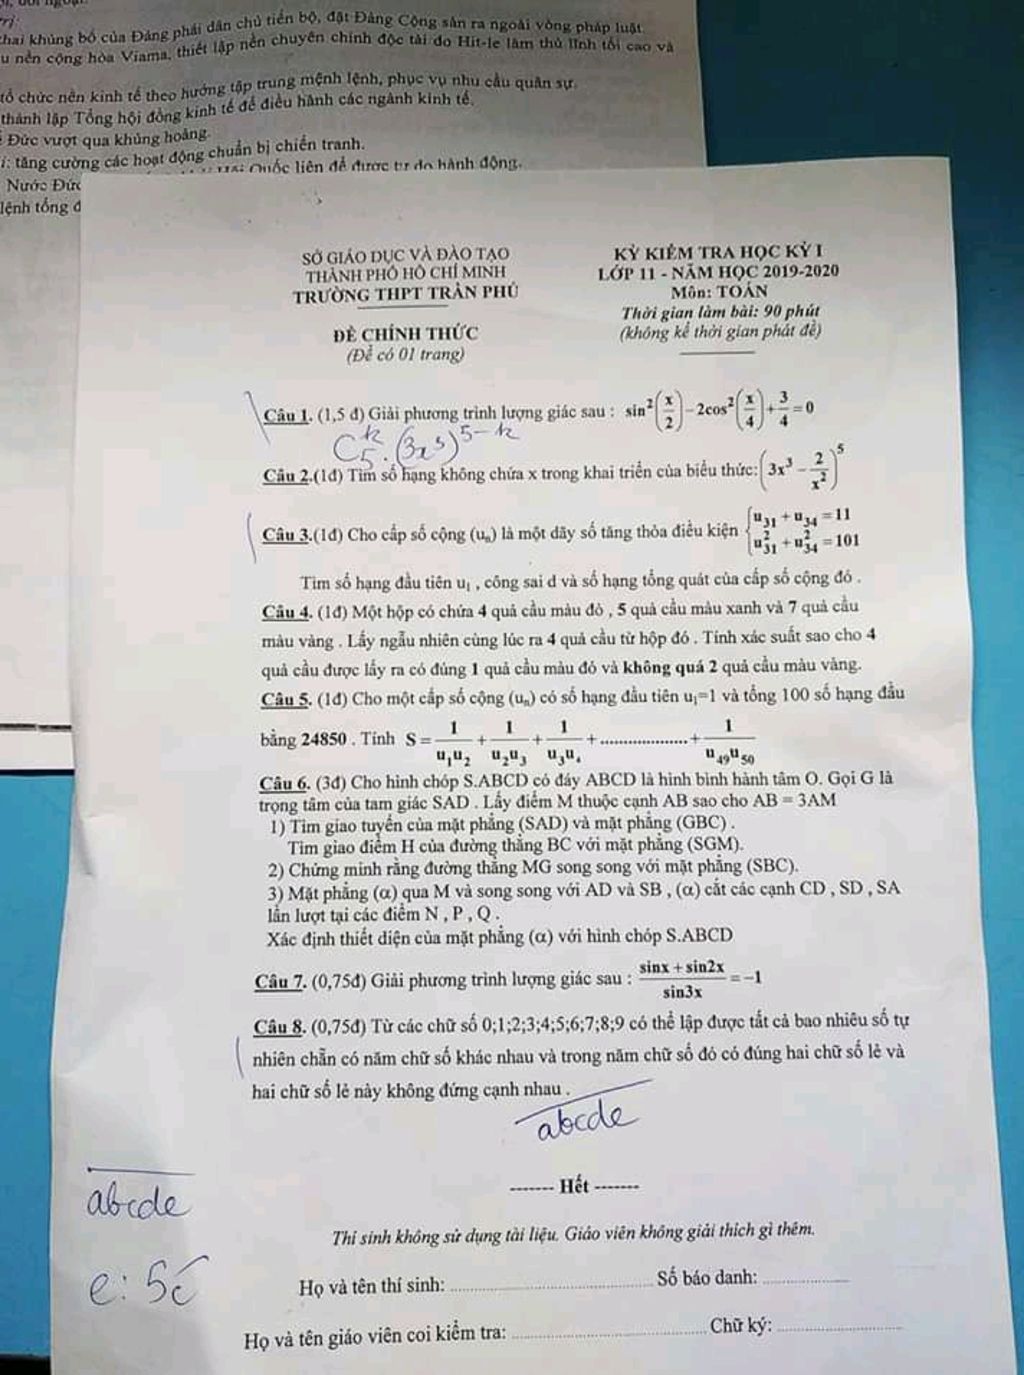 khai khủng bố của Đảng phái dân chủ tiến bộ, đặt Đảng Cộng sản ra ngoài vòng pháp luật.
nền cộng hòa Viama, thiết lập nền chuyên chính độc tài do Hit-le làm thủ lĩnh tối cao và
tổ chức nền kinh tế theo hướng tập trung mệnh lệnh, phục vụ nhu cầu quân sự.
thành lập Tổng hội đồng kinh tế để điều hành các ngành kinh tế.
Đức vượt qua khủng hoảng.
tăng cường các hoạt động chuẩn bị chiến tranh.
Quốc liên để được tự do hành động.
Nước Đức
lệnh tổng
SỞ GIÁO DỤC VÀ ĐÀO TẠO
THÀNH PHỐ HỒ CHÍ MINH
TRƯỜNG THPT TRẦN PHÚ
ĐỀ CHÍNH THỨC
(Đề có 01 trang)
KỲ KIỂM TRA HỌC KỲ I
LỚP 11 - NĂM HỌC 2019-2020
Môn: TOÁN
Thời gian làm bài: 90 phút
(không kể thời gian phát đề)
Câu 1. (1,5 đ) Giải phương trình lượng giác sau : sin²(x/2) – 2cos²(x/4) + 3/4 = 0
C₅ᵏ.(3x³)⁵⁻ᵏ
Câu 2.(1đ) Tìm số hạng không chứa x trong khai triển của biểu thức: (3x³ – 2/x²)⁵
Câu 3.(1đ) Cho cấp số cộng (uₙ) là một dãy số tăng thỏa điều kiện { u₃₁ + u₃₄ = 11
u²₃₁ + u²₃₄ = 101
Tìm số hạng đầu tiên u₁ , công sai d và số hạng tổng quát của cấp số cộng đó .
Câu 4. (1đ) Một hộp có chứa 4 quả cầu màu đỏ , 5 quả cầu màu xanh và 7 quả cầu
màu vàng . Lấy ngẫu nhiên cùng lúc ra 4 quả cầu từ hộp đó . Tính xác suất sao cho 4
quả cầu được lấy ra có đúng 1 quả cầu màu đỏ và không quá 2 quả cầu màu vàng.
Câu 5. (1đ) Cho một cấp số cộng (uₙ) có số hạng đầu tiên u₁=1 và tổng 100 số hạng đầu
bằng 24850 . Tính S = 1/u₁u₂ + 1/u₂u₃ + 1/u₃u₄ + .................... + 1/u₄₉u₅₀
Câu 6. (3đ) Cho hình chóp S.ABCD có đáy ABCD là hình bình hành tâm O. Gọi G là
trọng tâm của tam giác SAD . Lấy điểm M thuộc cạnh AB sao cho AB = 3AM
1) Tìm giao tuyến của mặt phẳng (SAD) và mặt phẳng (GBC) .
Tìm giao điểm H của đường thẳng BC với mặt phẳng (SGM).
2) Chứng minh rằng đường thẳng MG song song với mặt phẳng (SBC).
3) Mặt phẳng (α) qua M và song song với AD và SB , (α) cắt các cạnh CD , SD , SA
lần lượt tại các điểm N , P , Q .
Xác định thiết diện của mặt phẳng (α) với hình chóp S.ABCD
Câu 7. (0,75đ) Giải phương trình lượng giác sau : (sinx + sin2x)/sin3x = –1
Câu 8. (0,75đ) Từ các chữ số 0;1;2;3;4;5;6;7;8;9 có thể lập được tất cả bao nhiêu số tự
nhiên chẵn có năm chữ số khác nhau và trong năm chữ số đó có đúng hai chữ số lẻ và
hai chữ số lẻ này không đứng cạnh nhau .
abcde
abcde
------- Hết -------
Thí sinh không sử dụng tài liệu. Giáo viên không giải thích gì thêm.
e: 5c
Họ và tên thí sinh: .......................... Số báo danh: ...............
Họ và tên giáo viên coi kiểm tra: .......................... Chữ ký: ...................